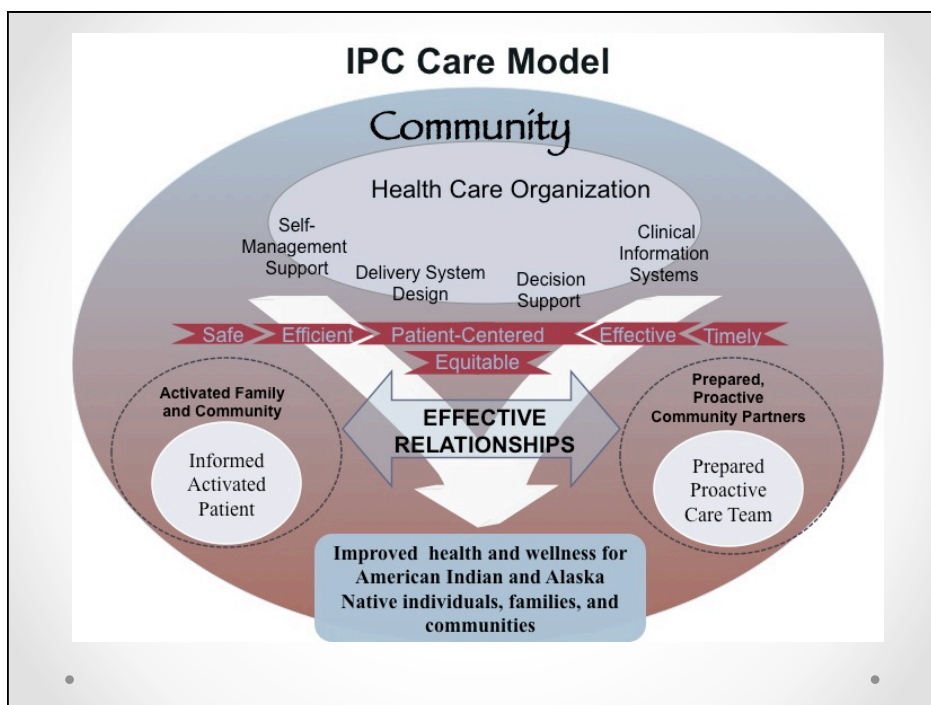 IPC Care Model
Community
Health Care Organization
Self-
Management
Support
Delivery System
Design
Decision
Support
Clinical
Information
Systems
Safe Efficient Patient-Centered Effective Timely
Equitable
Activated Family
and Community
Informed
Activated
Patient
EFFECTIVE
RELATIONSHIPS
Prepared,
Proactive
Community Partners
Prepared
Proactive
Care Team
Improved health and wellness for
American Indian and Alaska
Native individuals, families, and
communities